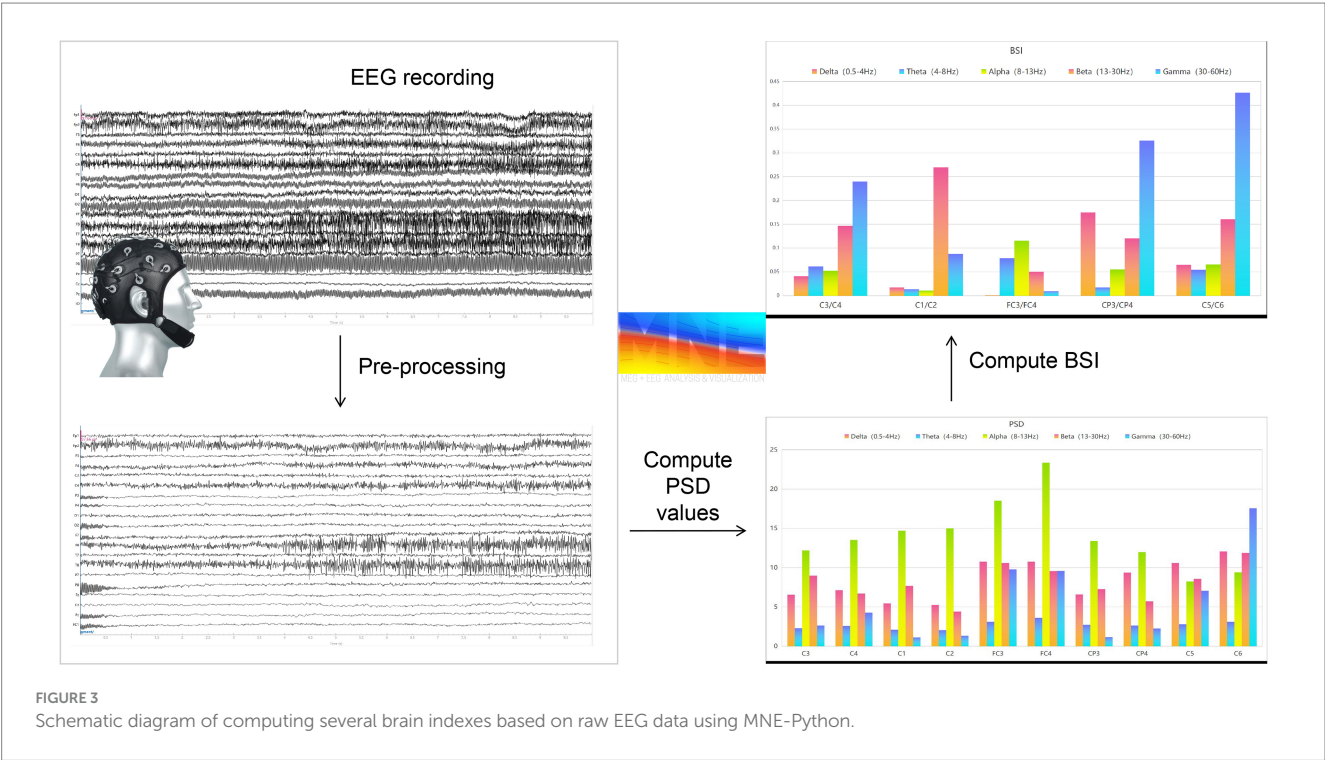 EEG recording
Time (s)
Pre-processing
Time (s)
MNE
MEG + EEG ANALYSIS & VISUALIZATION
Compute
PSD
values
BSI
Delta (0.5-4Hz) Theta (4-8Hz) Alpha (8-13Hz) Beta (13-30Hz) Gamma (30-60Hz)
0.45
0.4
0.35
0.3
0.25
0.2
0.15
0.1
0.05
0
C3/C4 C1/C2 FC3/FC4 CP3/CP4 C5/C6
Compute BSI
PSD
Delta (0.5-4Hz) Theta (4-8Hz) Alpha (8-13Hz) Beta (13-30Hz) Gamma (30-60Hz)
25
20
15
10
5
0
C3 C4 C1 C2 FC3 FC4 CP3 CP4 C5 C6
FIGURE 3
Schematic diagram of computing several brain indexes based on raw EEG data using MNE-Python.